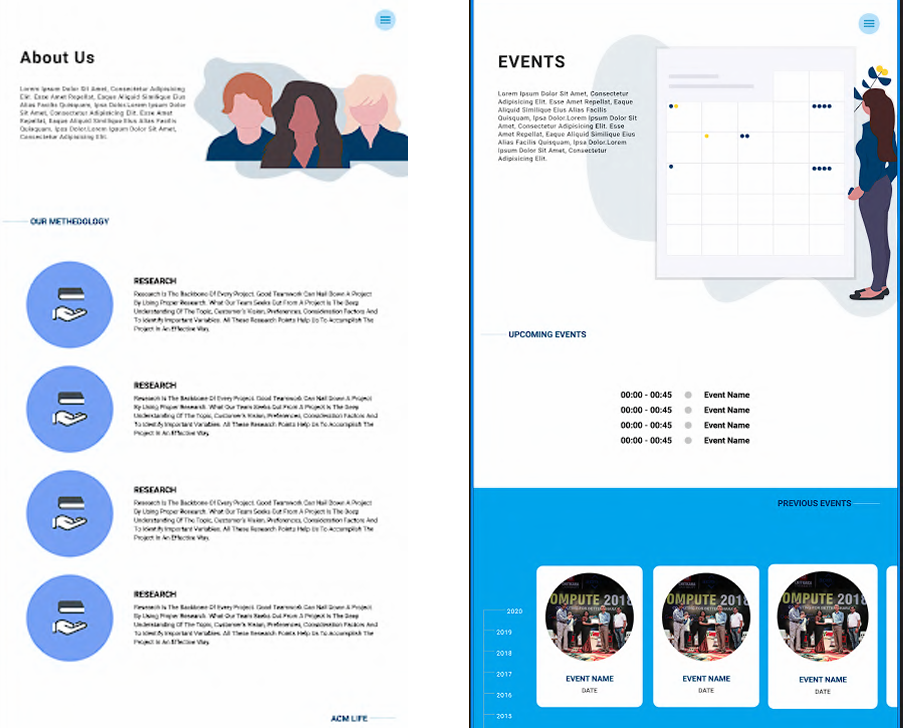 About Us
Lorem Ipsum Dolor Sit Amet, Consectetur Adipisicing
Elit. Esse Amet Repellat, Eaque Aliquid Similique Eius
Alias Facilis Quisquam, Ipsa Dolor.Lorem Ipsum Dolor
Sit Amet, Consectetur Adipisicing Elit. Esse Amet
Repellat, Eaque Aliquid Similique Eius Alias Facilis
Quisquam, Ipsa Dolor.Lorem Ipsum Dolor Sit Amet,
Consectetur Adipisicing Elit.
OUR METHEDOLOGY
RESEARCH
Research Is The Backbone Of Every Project. Good Teamwork Can Nail Down A Project
By Using Proper Research. What Our Team Seeks Out From A Project Is The Deep
Understanding Of The Topic, Customer's Vision, Preferences, Consideration Factors And
To Identify Important Variables. All These Research Points Help Us To Accomplish The
Project In An Effective Way.
RESEARCH
Research Is The Backbone Of Every Project. Good Teamwork Can Nail Down A Project
By Using Proper Research. What Our Team Seeks Out From A Project Is The Deep
Understanding Of The Topic, Customer's Vision, Preferences, Consideration Factors And
To Identify Important Variables. All These Research Points Help Us To Accomplish The
Project In An Effective Way.
RESEARCH
Research Is The Backbone Of Every Project. Good Teamwork Can Nail Down A Project
By Using Proper Research. What Our Team Seeks Out From A Project Is The Deep
Understanding Of The Topic, Customer's Vision, Preferences, Consideration Factors And
To Identify Important Variables. All These Research Points Help Us To Accomplish The
Project In An Effective Way.
RESEARCH
Research Is The Backbone Of Every Project. Good Teamwork Can Nail Down A Project
By Using Proper Research. What Our Team Seeks Out From A Project Is The Deep
Understanding Of The Topic, Customer's Vision, Preferences, Consideration Factors And
To Identify Important Variables. All These Research Points Help Us To Accomplish The
Project In An Effective Way.
ACM LIFE
EVENTS
Lorem Ipsum Dolor Sit Amet, Consectetur
Adipisicing Elit. Esse Amet Repellat, Eaque
Aliquid Similique Eius Alias Facilis
Quisquam, Ipsa Dolor.Lorem Ipsum Dolor Sit
Amet, Consectetur Adipisicing Elit. Esse
Amet Repellat, Eaque Aliquid Similique Eius
Alias Facilis Quisquam, Ipsa Dolor.Lorem
Ipsum Dolor Sit Amet, Consectetur
Adipisicing Elit.
UPCOMING EVENTS
00:00 - 00:45 Event Name
00:00 - 00:45 Event Name
00:00 - 00:45 Event Name
00:00 - 00:45 Event Name
PREVIOUS EVENTS
2020
2019
2018
2017
2016
2015
OMPUTE 2018
EVENT NAME
DATE
OMPUTE 2018
EVENT NAME
DATE
OMPUTE 2018
EVENT NAME
DATE